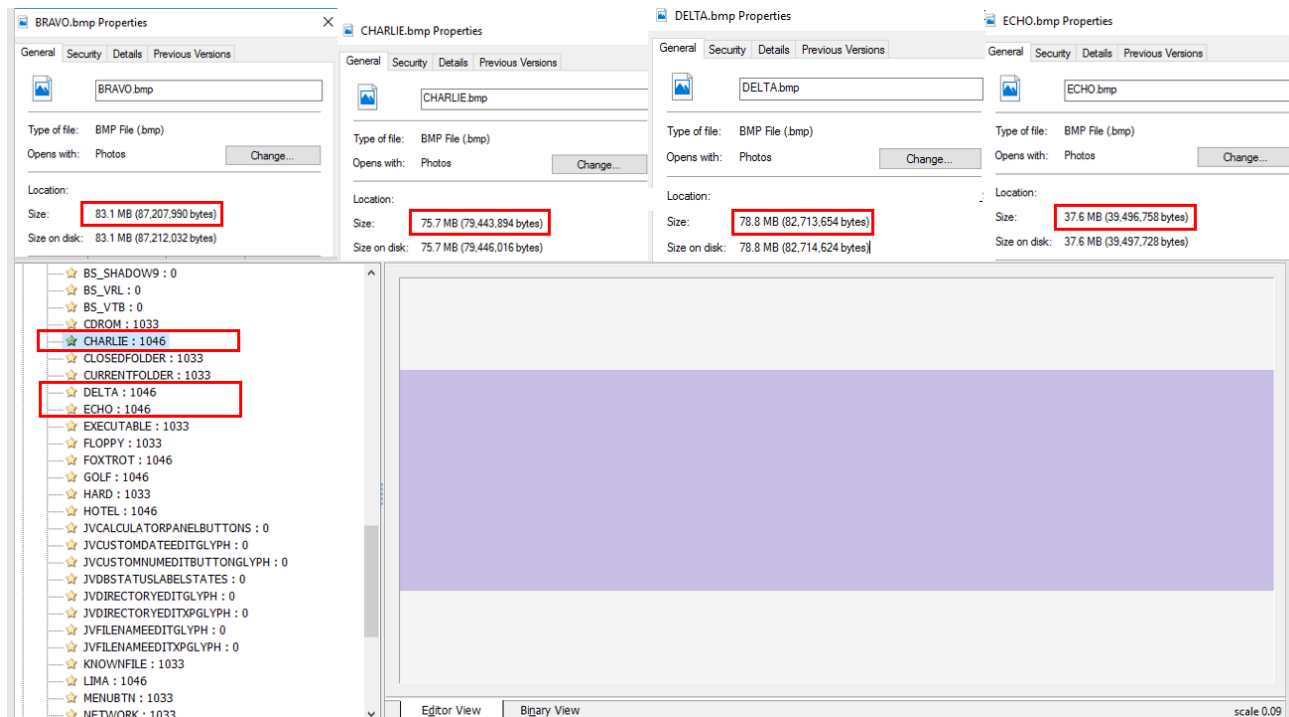 BRAVO.bmp Properties
General Security Details Previous Versions
BRAVO.bmp
Type of file: BMP File (.bmp)
Opens with: Photos Change...
Location:
Size: 83.1 MB (87,207,990 bytes)
Size on disk: 83.1 MB (87,212,032 bytes)
CHARLIE.bmp Properties
General Security Details Previous Versions
CHARLIE.bmp
Type of file: BMP File (.bmp)
Opens with: Photos Change...
Location:
Size: 75.7 MB (79,443,894 bytes)
Size on disk: 75.7 MB (79,446,016 bytes)
DELTA.bmp Properties
General Security Details Previous Versions
DELTA.bmp
Type of file: BMP File (.bmp)
Opens with: Photos Change...
Location:
Size: 78.8 MB (82,713,654 bytes)
Size on disk: 78.8 MB (82,714,624 bytes)
ECHO.bmp Properties
General Security Details Previous Versions
ECHO.bmp
Type of file: BMP File (.bmp)
Opens with: Photos Change...
Location:
Size: 37.6 MB (39,496,758 bytes)
Size on disk: 37.6 MB (39,497,728 bytes)
BS_SHADOW9 : 0
BS_VRL : 0
BS_VTB : 0
CDROM : 1033
CHARLIE : 1046
CLOSEDFOLDER : 1033
CURRENTFOLDER : 1033
DELTA : 1046
ECHO : 1046
EXECUTABLE : 1033
FLOPPY : 1033
FOXTROT : 1046
GOLF : 1046
HARD : 1033
HOTEL : 1046
JVCALCULATORPANELBUTTONS : 0
JVCUSTOMDATEEDITGLYPH : 0
JVCUSTOMNUMEDITBUTTONGLYPH : 0
JVDBSTATUSLABELSTATES : 0
JVDIRECTORYEDITGLYPH : 0
JVDIRECTORYEDITXPGLYPH : 0
JVFILENAMEEDITGLYPH : 0
JVFILENAMEEDITXPGLYPH : 0
KNOWNFILE : 1033
LIMA : 1046
MENUBTN : 1033
NETWORK : 1033
Editor View Binary View scale 0.09